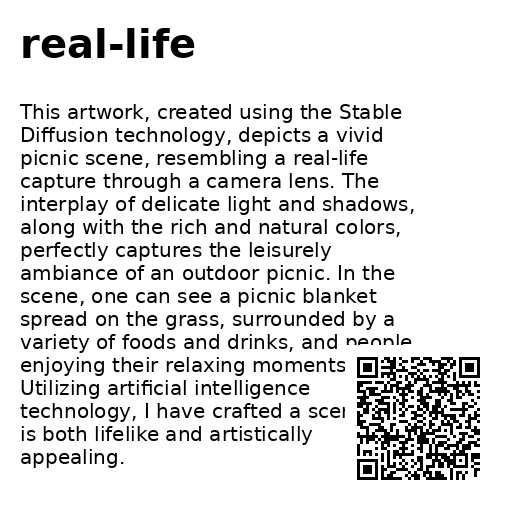 real-life
This artwork, created using the Stable
Diffusion technology, depicts a vivid
picnic scene, resembling a real-life
capture through a camera lens. The
interplay of delicate light and shadows,
along with the rich and natural colors,
perfectly captures the leisurely
ambiance of an outdoor picnic. In the
scene, one can see a picnic blanket
spread on the grass, surrounded by a
variety of foods and drinks, and people
enjoying their relaxing moments
Utilizing artificial intelligence
technology, I have crafted a
is both lifelike and artistically
appealing.